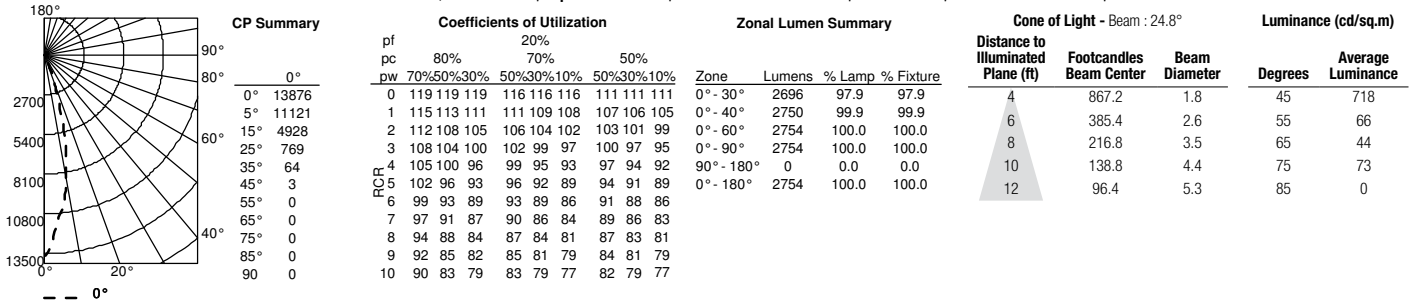 180°
90°
80°
60°
40°
2700
5400
8100
10800
13500
0° 20°
0°
CP Summary
0°
0° 13876
5° 11121
15° 4928
25° 769
35° 64
45° 3
55° 0
65° 0
75° 0
85° 0
90 0
Coefficients of Utilization
pf 20%
pc 80% 70% 50%
pw 70%50%30% 50%30%10% 50%30%10%
RCR
0 119 119 119 116 116 116 111 111 111
1 115 113 111 111 109 108 107 106 105
2 112 108 105 106 104 102 103 101 99
3 108 104 100 102 99 97 100 97 95
4 105 100 96 99 95 93 97 94 92
5 102 96 93 96 92 89 94 91 89
6 99 93 89 93 89 86 91 88 86
7 97 91 87 90 86 84 89 86 83
8 94 88 84 87 84 81 87 83 81
9 92 85 82 85 81 79 84 81 79
10 90 83 79 83 79 77 82 79 77
Zonal Lumen Summary
Zone Lumens % Lamp % Fixture
0°- 30° 2696 97.9 97.9
0°- 40° 2750 99.9 99.9
0°- 60° 2754 100.0 100.0
0°- 90° 2754 100.0 100.0
90°- 180° 0 0.0 0.0
0°- 180° 2754 100.0 100.0
Cone of Light - Beam : 24.8°
Distance to Illuminated Plane (ft) Footcandles Beam Center Beam Diameter
4 867.2 1.8
6 385.4 2.6
8 216.8 3.5
10 138.8 4.4
12 96.4 5.3
Luminance (cd/sq.m)
Degrees Average Luminance
45 718
55 66
65 44
75 73
85 0